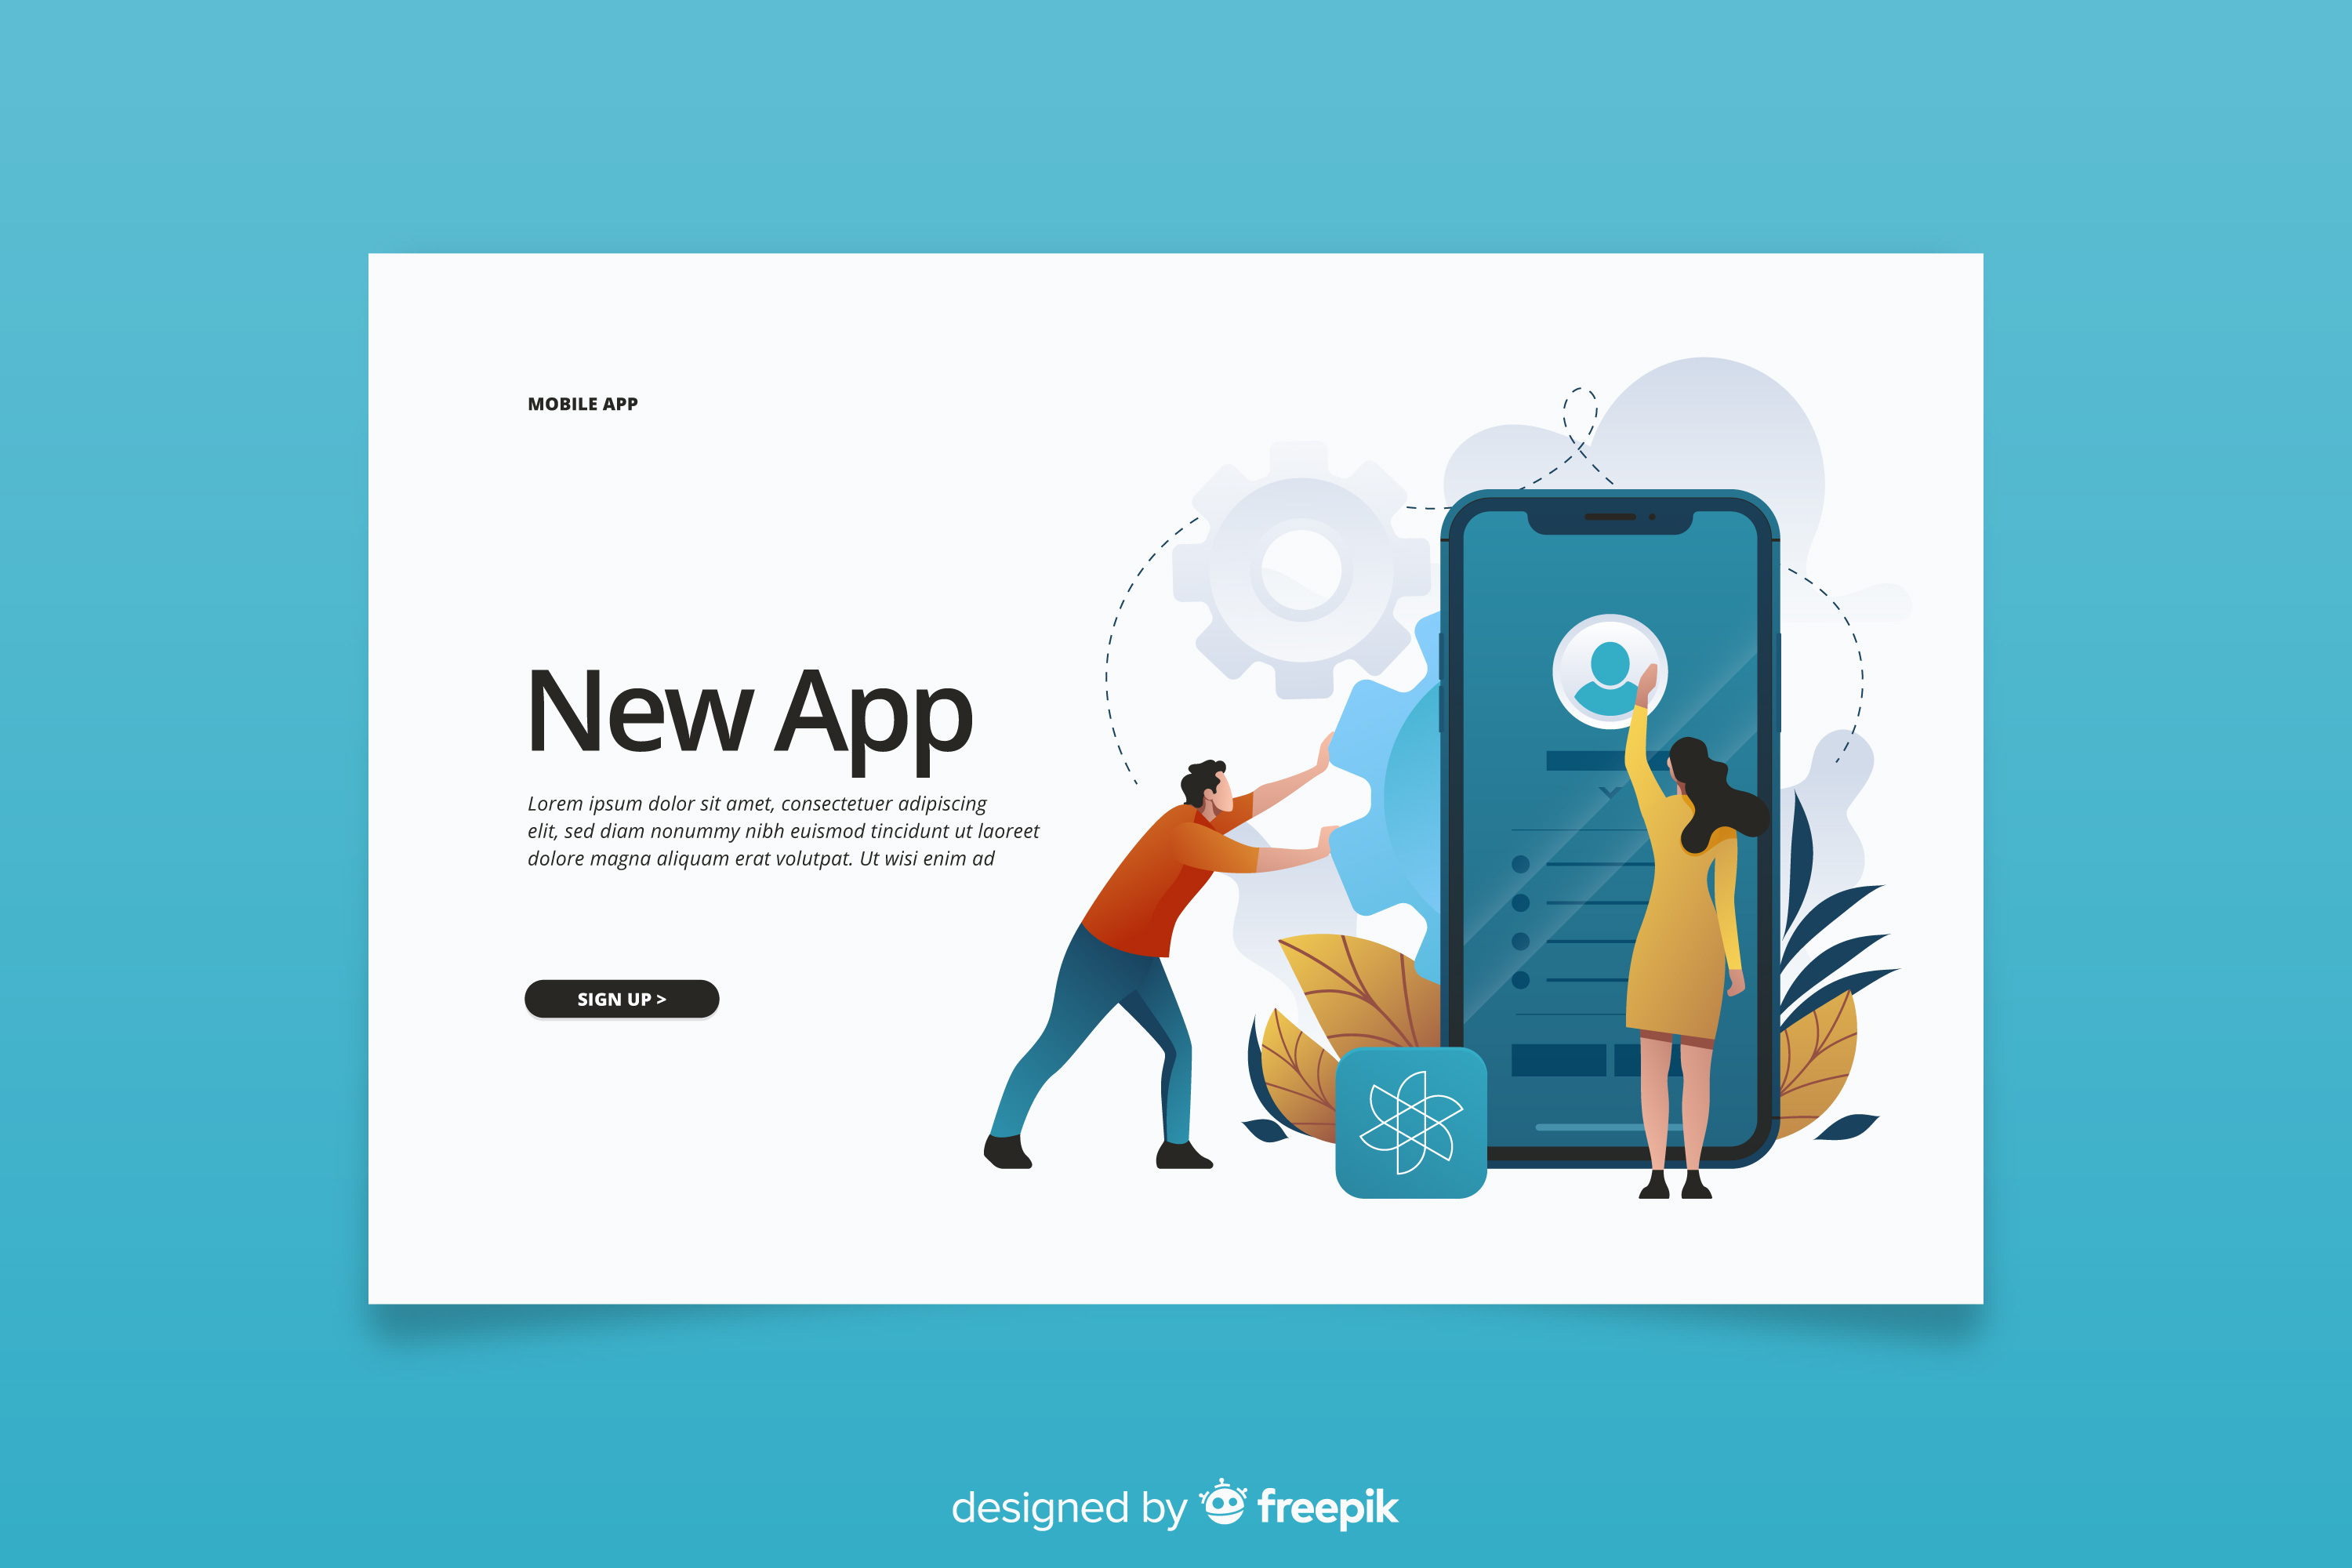 MOBILE APP
New App
Lorem ipsum dolor sit amet, consectetuer adipiscing
elit, sed diam nonummy nibh euismod tincidunt ut laoreet
dolore magna aliquam erat volutpat. Ut wisi enim ad
SIGN UP >
designed by freepik